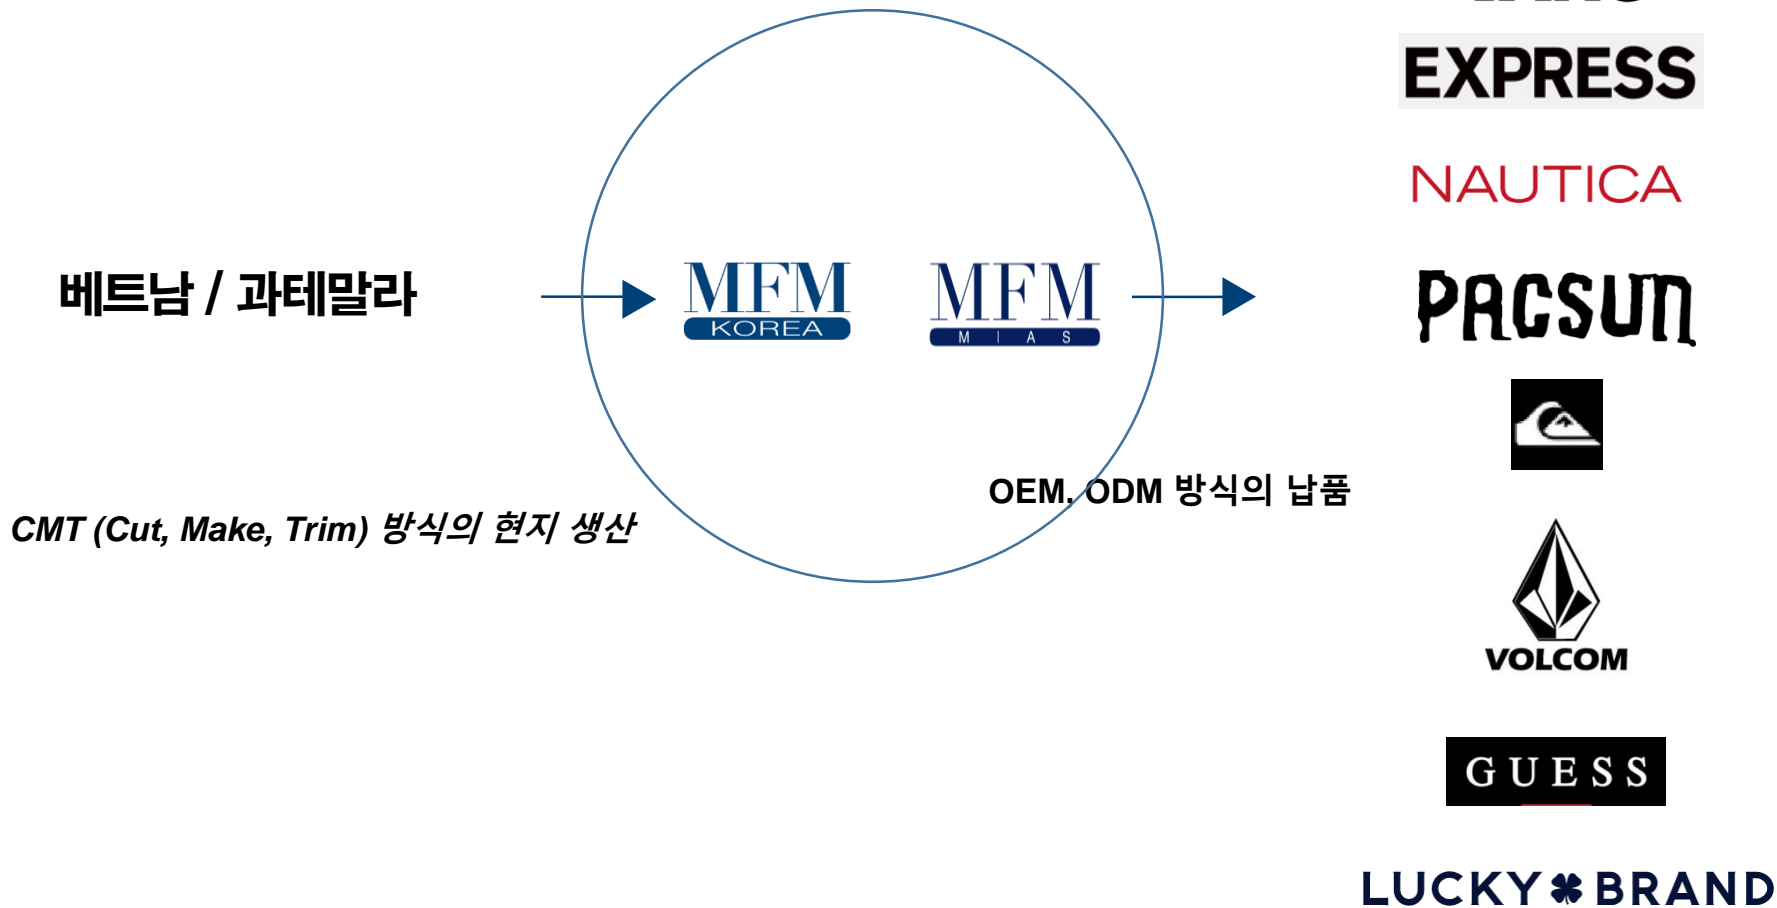 EXPRESS
NAUTICA
베트남 / 과테말라
MFM
KOREA
MFM
M I A S
PACSUN
OEM, ODM 방식의 납품
CMT (Cut, Make, Trim) 방식의 현지 생산
VOLCOM
GUESS
LUCKY BRAND